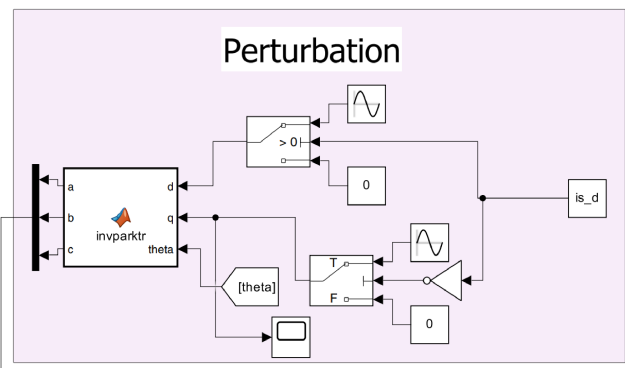 Perturbation
> 0
0
is_d
a
b
c
d
q
theta
invparktr
[theta]
T
F
0